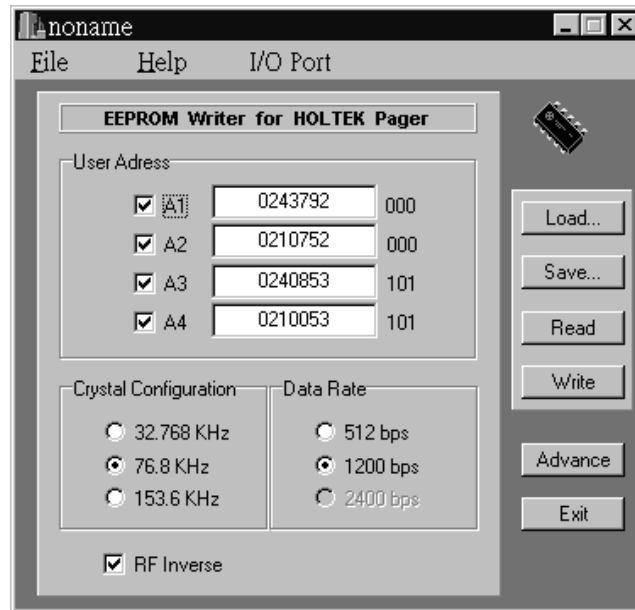 noname
File Help I/O Port
EEPROM Writer for HOLTEK Pager
User Adress
A1 0243792 000
A2 0210752 000
A3 0240853 101
A4 0210053 101
Load...
Save...
Read
Write
Crystal Configuration
32.768 KHz
76.8 KHz
153.6 KHz
Data Rate
512 bps
1200 bps
2400 bps
Advance
Exit
RF Inverse